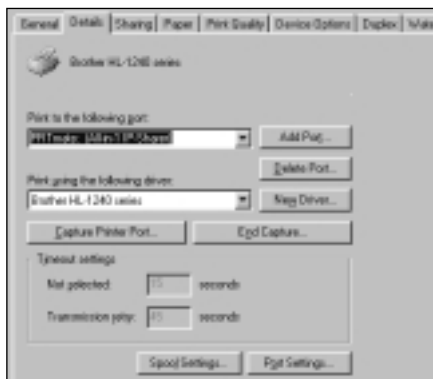 General Details Sharing Paper Print Quality Device Options Duplex
Brother HL-1240 series
Print to the following port:
Add Port...
Delete Port...
Print using the following driver:
Brother HL-1240 series
New Driver...
Capture Printer Port... End Capture...
Timeout settings
Not selected: 15 seconds
Transmission retry: 45 seconds
Spool Settings... Port Settings...